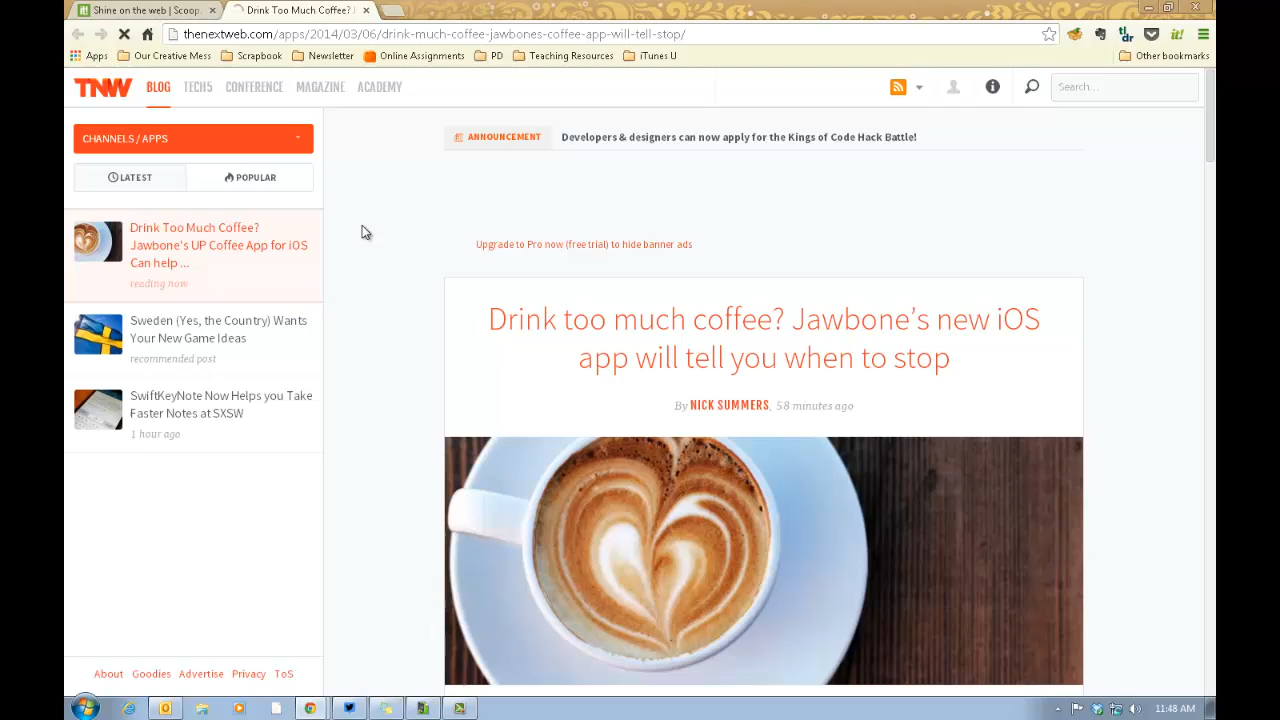 Shine on the web | Scoop.
Drink Too Much Coffee? J
thenextweb.com/apps/2014/03/06/drink-much-coffee-jawbones-coffee-app-will-tell-stop/
Apps Our Creative Mess Scrapbook Newsletter Online Assignments PD Teaching Resources iTunes U Other bookmarks
TNW BLOG TECH5 CONFERENCE MAGAZINE ACADEMY Search...
CHANNELS / APPS
LATEST POPULAR
Drink Too Much Coffee?
Jawbone's UP Coffee App for iOS
Can help ...
reading now
Sweden (Yes, the Country) Wants
Your New Game Ideas
recommended post
SwiftKeyNote Now Helps you Take
Faster Notes at SXSW
1 hour ago
About Goodies Advertise Privacy ToS
ANNOUNCEMENT Developers & designers can now apply for the Kings of Code Hack Battle!
Upgrade to Pro now (free trial) to hide banner ads
Drink too much coffee? Jawbone’s new iOS
app will tell you when to stop
By NICK SUMMERS, 58 minutes ago
11:48 AM